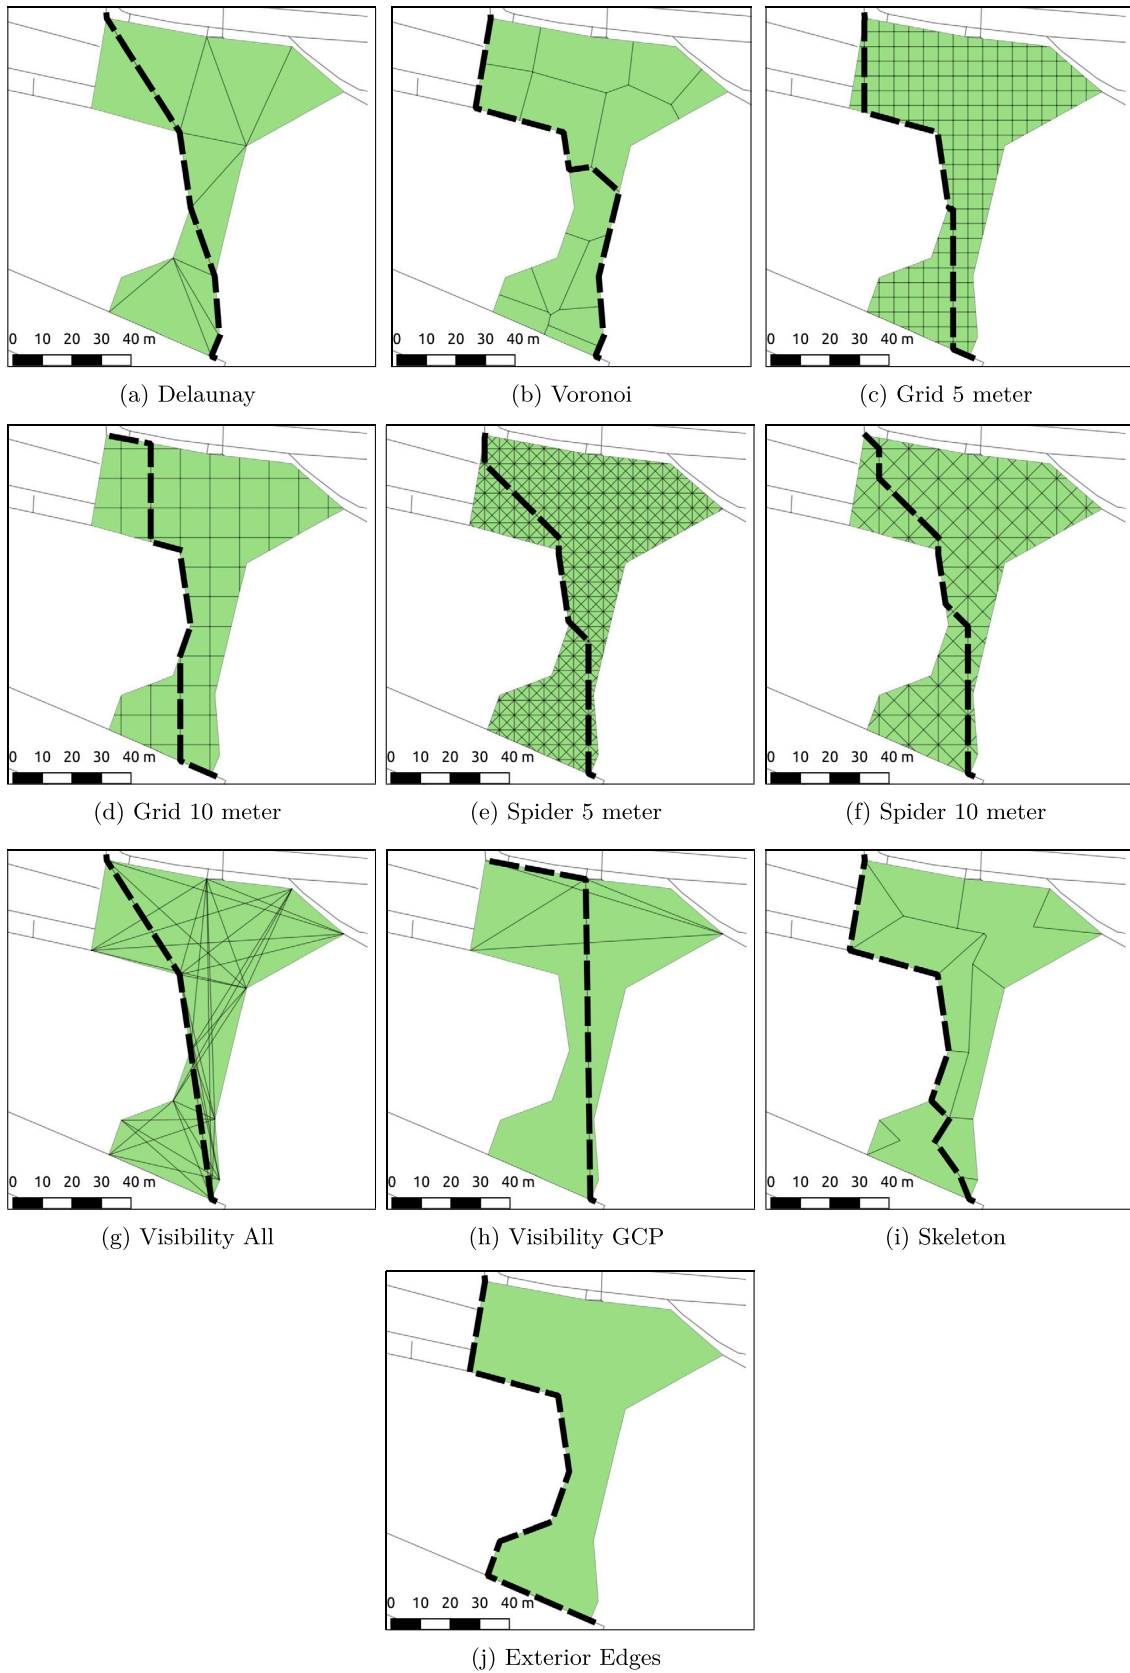 0 10 20 30 40 m
0 10 20 30 40 m
0 10 20 30 40 m
(a) Delaunay
(b) Voronoi
(c) Grid 5 meter
0 10 20 30 40 m
0 10 20 30 40 m
0 10 20 30 40 m
(d) Grid 10 meter
(e) Spider 5 meter
(f) Spider 10 meter
0 10 20 30 40 m
0 10 20 30 40 m
0 10 20 30 40 m
(g) Visibility All
(h) Visibility GCP
(i) Skeleton
0 10 20 30 40 m
(j) Exterior Edges